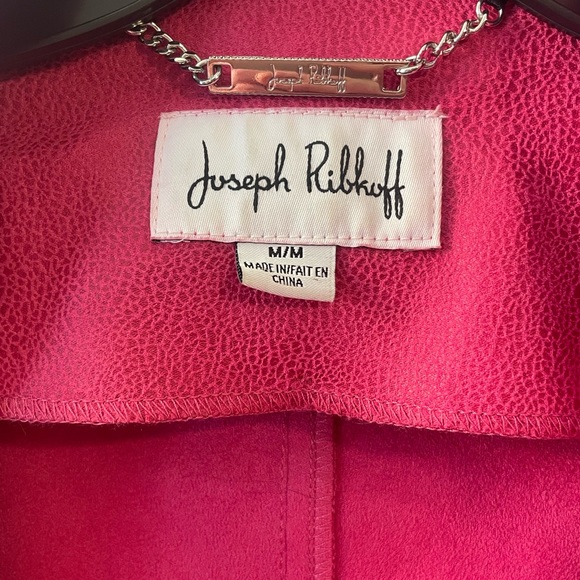 Joseph Ribkoff
Joseph Ribkoff
M/M
MADE IN/FAIT EN
CHINA